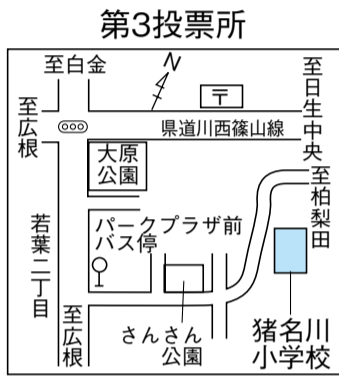 第3投票所
至白金
N
〒
至広根
県道川西篠山線
至日生中央
大原
公園
至柏梨田
若葉二丁目
パークプラザ前
バス停
至広根
さんさん
公園
猪名川
小学校